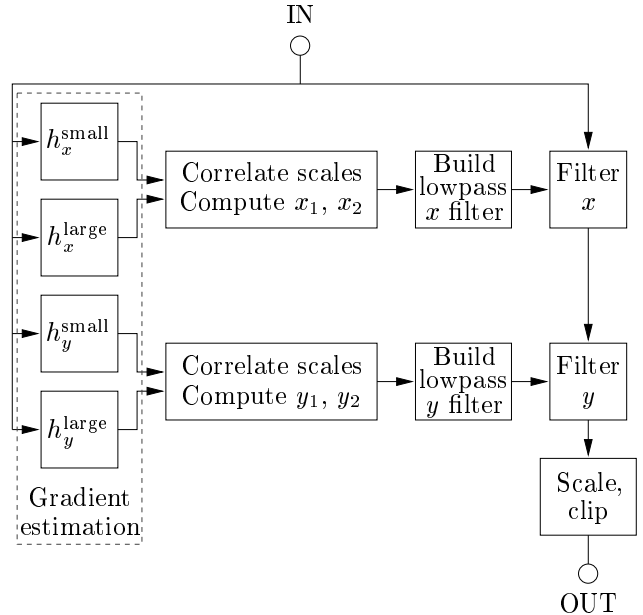 IN
h_x^small
Correlate scales
Compute x_1, x_2
Build
lowpass
x filter
Filter
x
h_x^large
h_y^small
Correlate scales
Compute y_1, y_2
Build
lowpass
y filter
Filter
y
h_y^large
Gradient
estimation
Scale,
clip
OUT